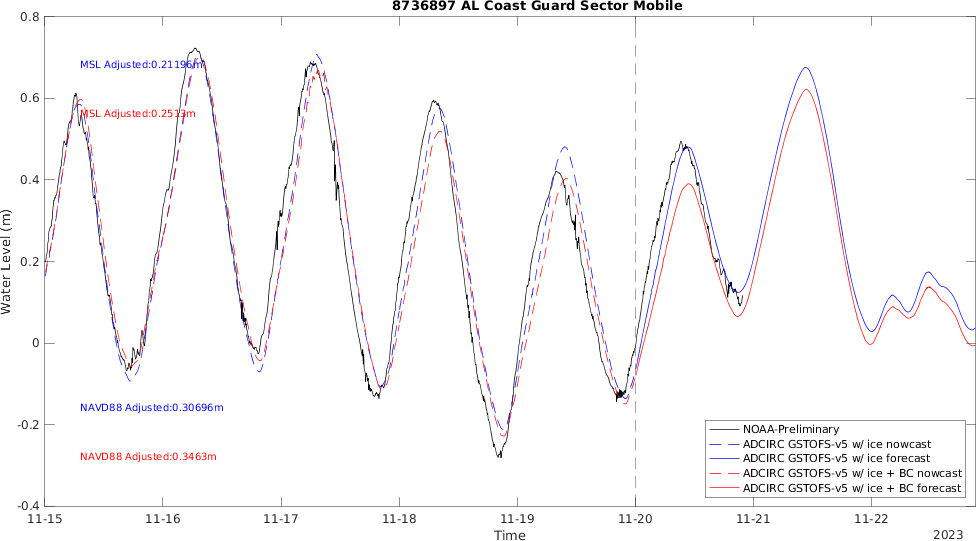 8736897 AL Coast Guard Sector Mobile
0.8
0.6
0.4
0.2
0
-0.2
-0.4
Water Level (m)
MSL Adjusted:0.21196m
MSL Adjusted:0.2513m
NAVD88 Adjusted:0.30696m
NAVD88 Adjusted:0.3463m
NOAA-Preliminary
ADCIRC GSTOFS-v5 w/ ice nowcast
ADCIRC GSTOFS-v5 w/ ice forecast
ADCIRC GSTOFS-v5 w/ ice + BC nowcast
ADCIRC GSTOFS-v5 w/ ice + BC forecast
11-15 11-16 11-17 11-18 11-19 11-20 11-21 11-22
Time
2023